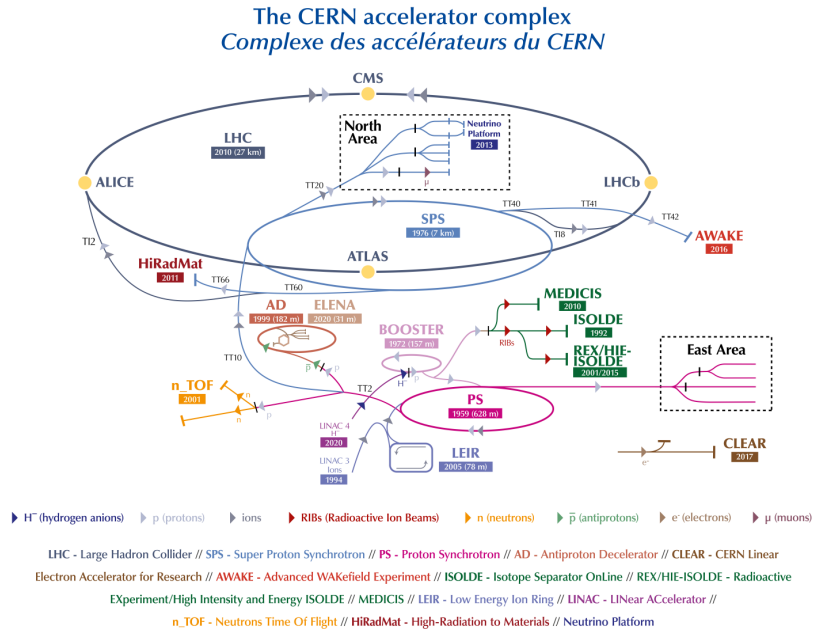 The CERN accelerator complex
Complexe des accélérateurs du CERN
CMS
North
Area
Neutrino
Platform
2013
LHC
2010 (27 km)
μ
ALICE
LHCb
TT20
TT40
TT41
TT42
SPS
1976 (7 km)
TI8
AWAKE
2016
TI2
ATLAS
HiRadMat
2011
TT66
TT60
AD
1999 (182 m)
ELENA
2020 (31 m)
MEDICIS
2010
BOOSTER
1972 (157 m)
ISOLDE
1992
RIBs
REX/HIE-
ISOLDE
2001/2015
East Area
TT10
p̅
p
H⁻
p
n_TOF
2001
n
n
p
TT2
PS
1959 (628 m)
LINAC 4
H⁻
2020
LINAC 3
Ions
1994
LEIR
2005 (78 m)
CLEAR
2017
e⁻
H⁻ (hydrogen anions)
p (protons)
ions
RIBs (Radioactive Ion Beams)
n (neutrons)
p̅ (antiprotons)
e⁻ (electrons)
μ (muons)
LHC - Large Hadron Collider // SPS - Super Proton Synchrotron // PS - Proton Synchrotron // AD - Antiproton Decelerator // CLEAR - CERN Linear
Electron Accelerator for Research // AWAKE - Advanced WAKefield Experiment // ISOLDE - Isotope Separator OnLine // REX/HIE-ISOLDE - Radioactive
EXperiment/High Intensity and Energy ISOLDE // MEDICIS // LEIR - Low Energy Ion Ring // LINAC - LINear ACcelerator //
n_TOF - Neutrons Time Of Flight // HiRadMat - High-Radiation to Materials // Neutrino Platform